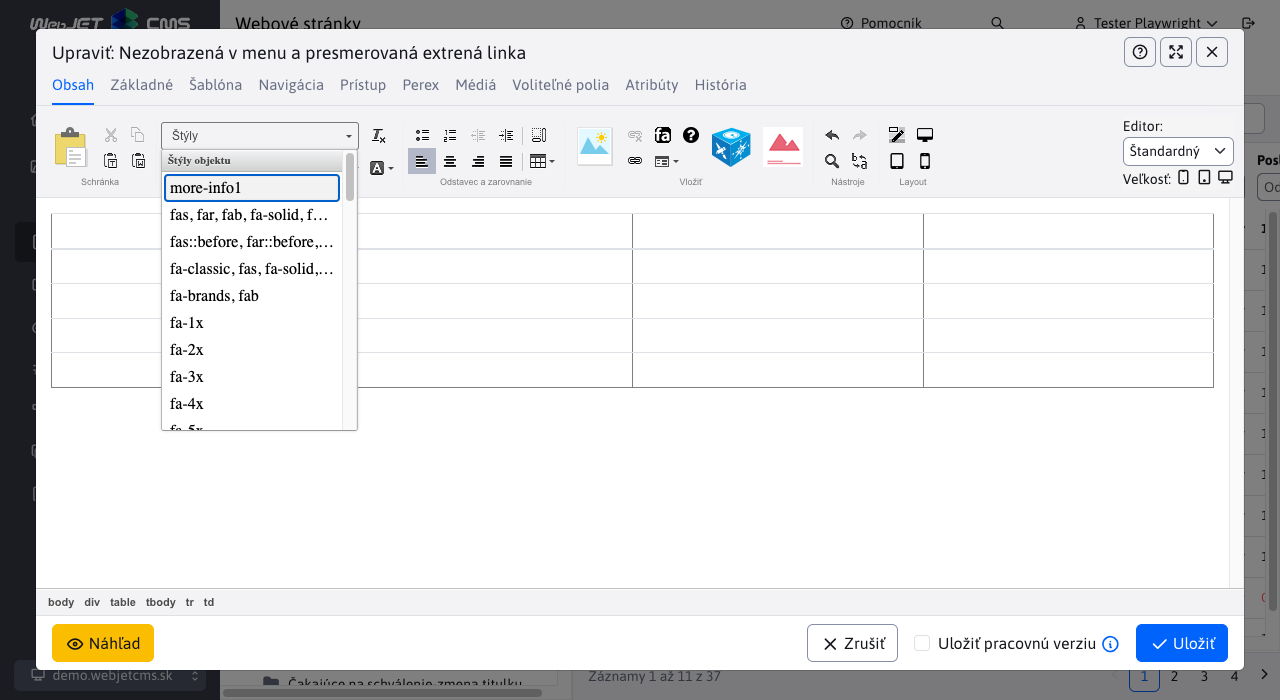 WebJET CMS
Webové stránky
Pomocník
Tester Playwright
Upraviť: Nezobrazená v menu a presmerovaná extrená linka
Obsah Základné Šablóna Navigácia Prístup Perex Médiá Voliteľné polia Atribúty História
Schránka
Štýly
Štýly objektu
more-info1
fas, far, fab, fa-solid, f…
fas::before, far::before,…
fa-classic, fas, fa-solid,…
fa-brands, fab
fa-1x
fa-2x
fa-3x
fa-4x
fa-5x
Odstavec a zarovnanie
Vložiť
Nástroje
Layout
Editor:
Štandardný
Veľkosť:
body div table tbody tr td
Náhľad
Zrušiť
Uložiť pracovnú verziu
Uložiť
demo.webjetcms.sk
Čakajúce na schválenie-zmena titulku
Záznamy 1 až 11 z 37
1 2 3 4